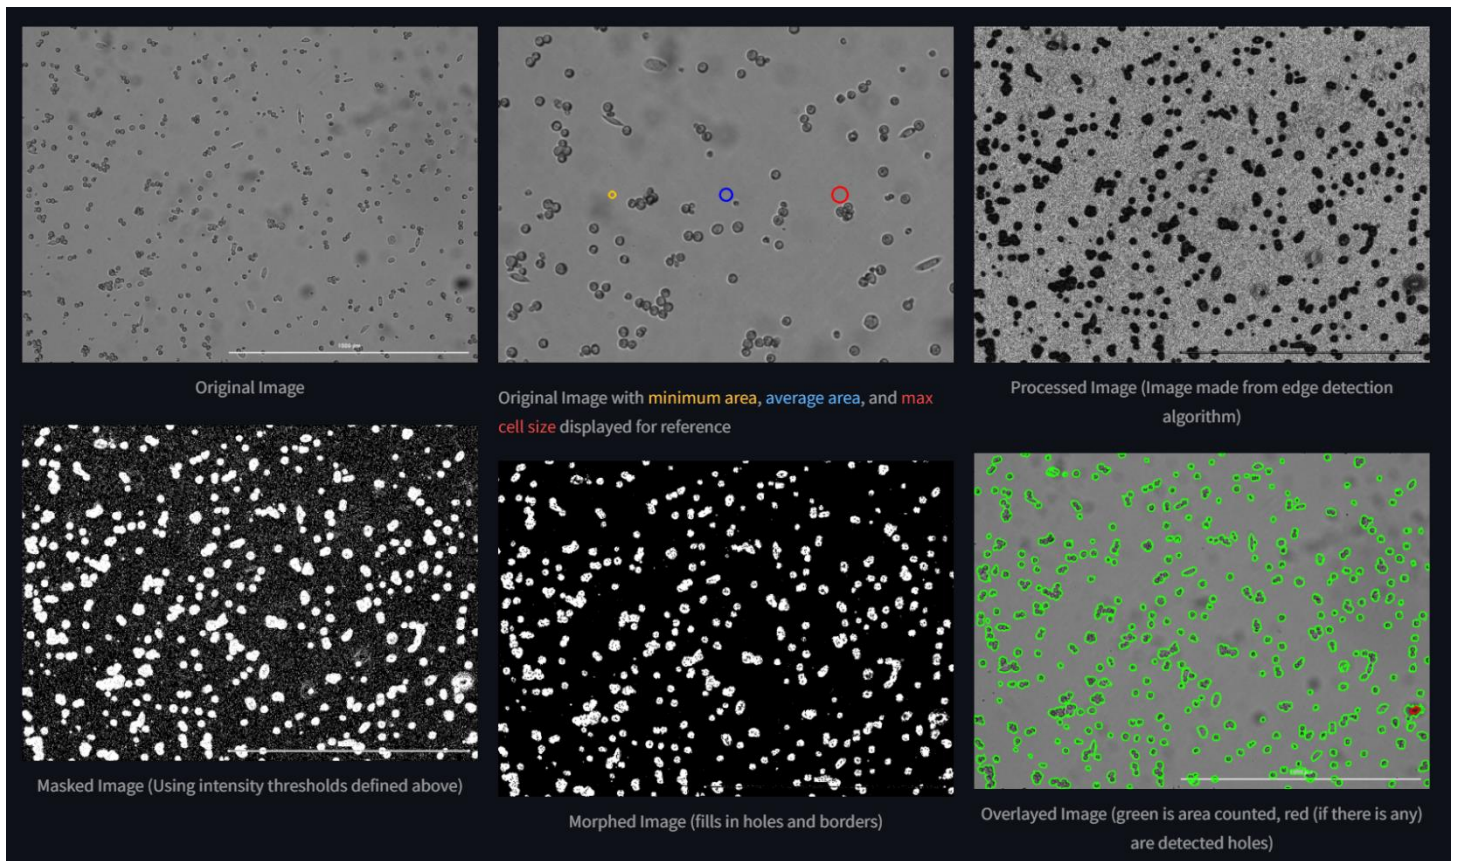 Original Image
Original Image with minimum area, average area, and max
cell size displayed for reference
Processed Image (Image made from edge detection
algorithm)
Masked Image (Using intensity thresholds defined above)
Morphed Image (fills in holes and borders)
Overlayed Image (green is area counted, red (if there is any)
are detected holes)